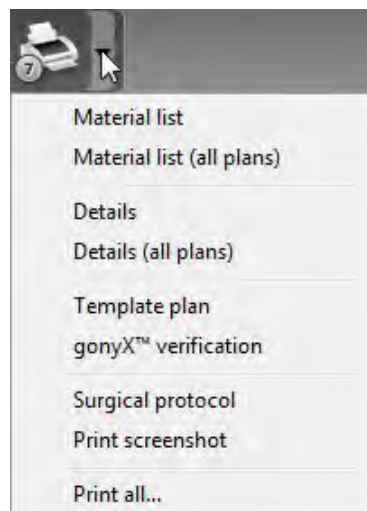 7
Material list
Material list (all plans)
Details
Details (all plans)
Template plan
gonyX™ verification
Surgical protocol
Print screenshot
Print all...